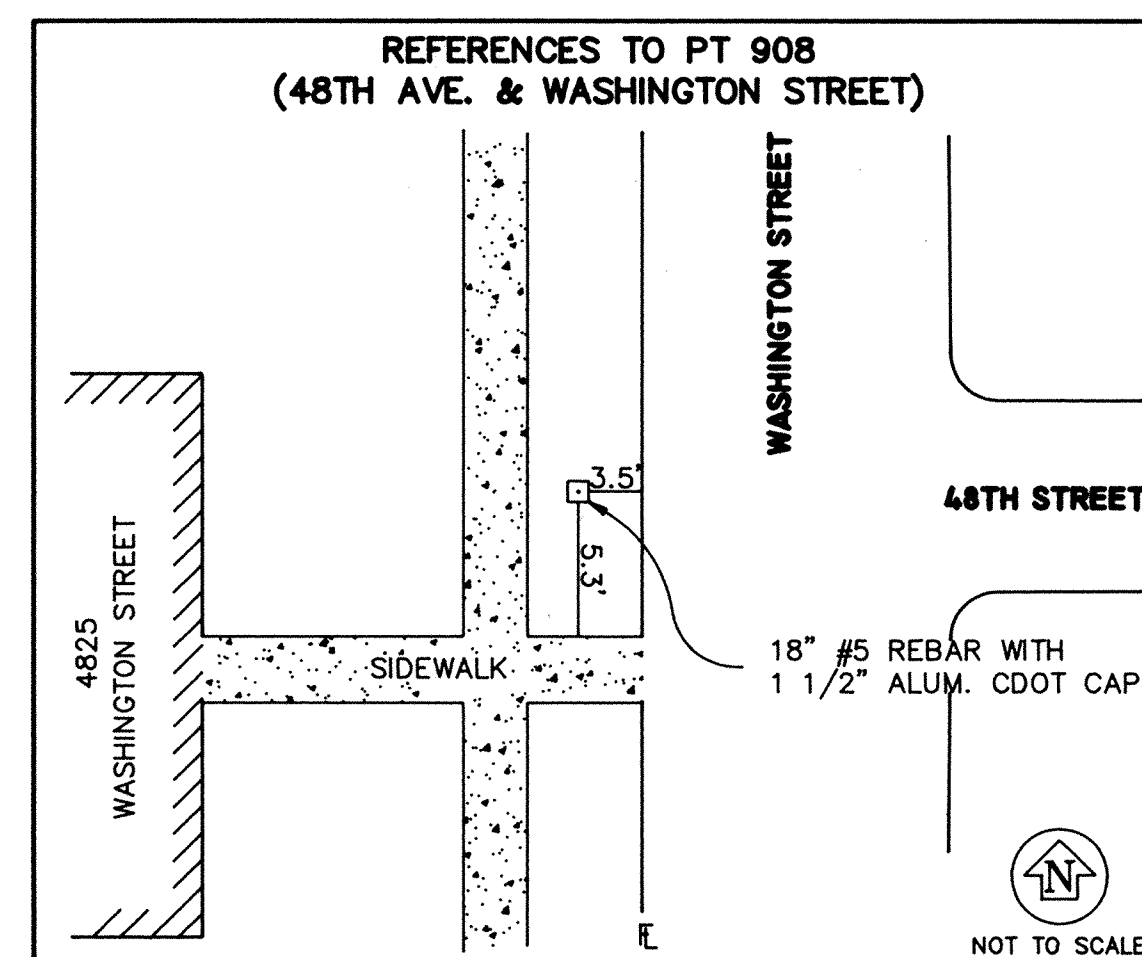 REFERENCES TO PT 908
(48TH AVE. & WASHINGTON STREET)
WASHINGTON STREET
3.5'
48TH STREET
5.3'
4825
WASHINGTON STREET
SIDEWALK
18" #5 REBAR WITH
1 1/2" ALUM. CDOT CAP
N
NOT TO SCALE